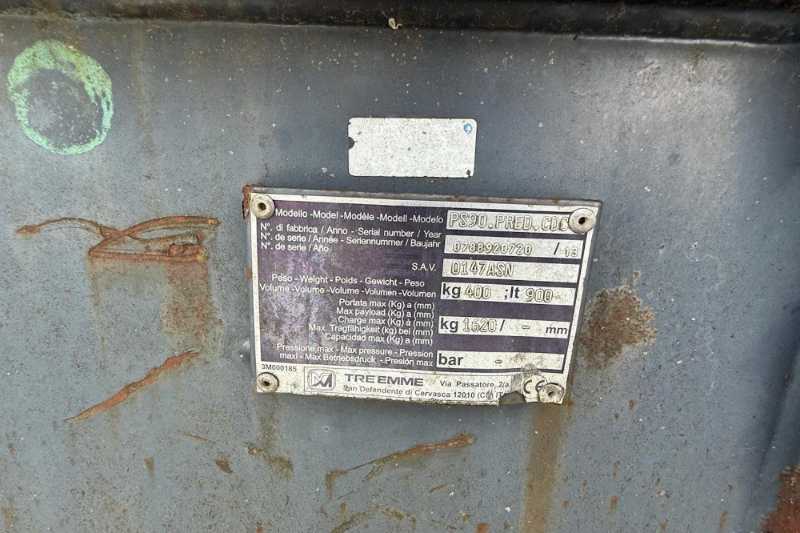 Modello - Model - Modèle - Modell - Modelo PS90.PRED.CDC
N°. di fabbrica / Anno - Serial number / Year
N°. de serie / Année - Seriennummer / Baujahr 0788920720 / 13
N°. de serie / Año
S.A.V. 0147ASN
Peso - Weight - Poids - Gewicht - Peso
Volume - Volume - Volume - Volumen - Volumen kg 400 ;lt 900
Portata max (Kg) a (mm)
Max payload (Kg) a (mm)
Charge max (Kg) à (mm)
Max. Tragfähigkeit (kg) bei (mm) kg 1620 / - mm
Capacidad max (Kg) a (mm)
Pressione max - Max pressure - Pression
maxi - Max Betriebsdruck - Presión max bar -
3M000185
TRE EMME Via Passatore, 2/a
San Defendente di Cervasca 12010 CE